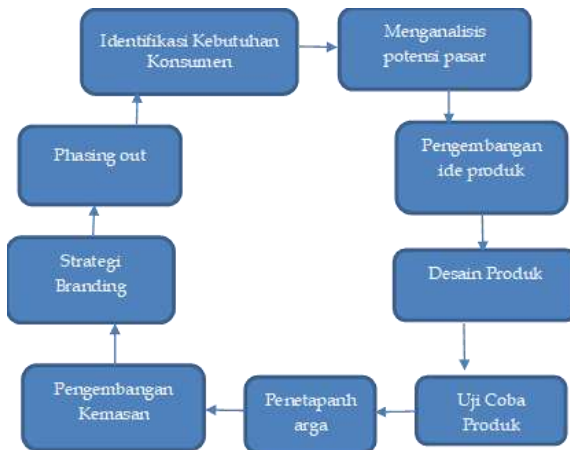 Identifikasi Kebutuhan
Konsumen
Menganalisis
potensi pasar
Pengembangan
ide produk
Desain Produk
Uji Coba
Produk
Penetapanh
arga
Pengembangan
Kemasan
Strategi
Branding
Phasing out